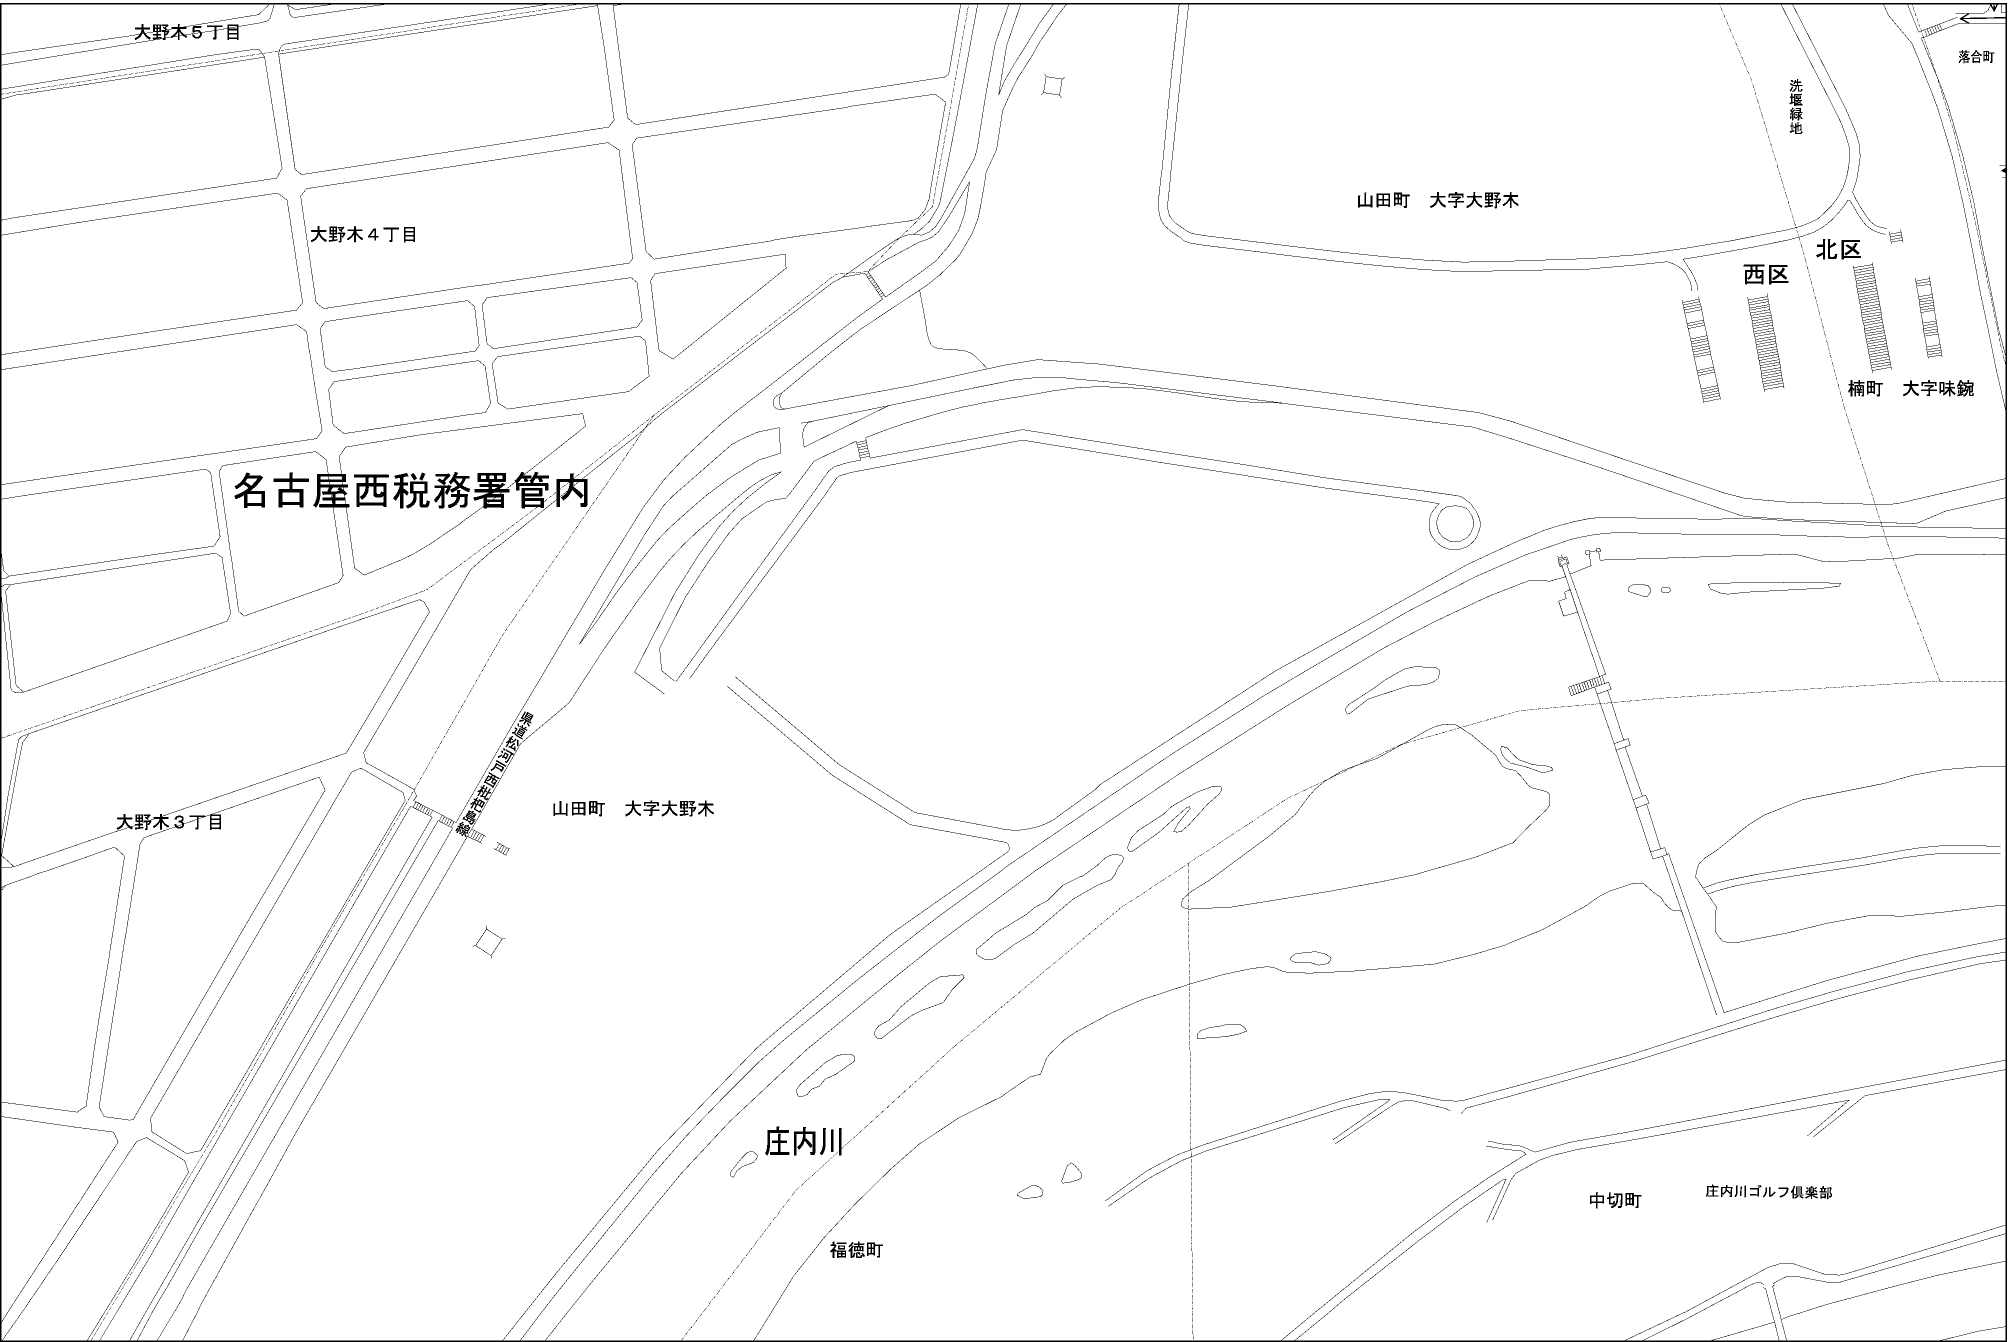 大野木５丁目
落合町
洗堰緑地
山田町　大字大野木
大野木４丁目
北区
西区
楠町　大字味鋺
名古屋西税務署管内
県道松河戸西枇杷島線
山田町　大字大野木
大野木３丁目
庄内川
中切町
庄内川ゴルフ倶楽部
福徳町